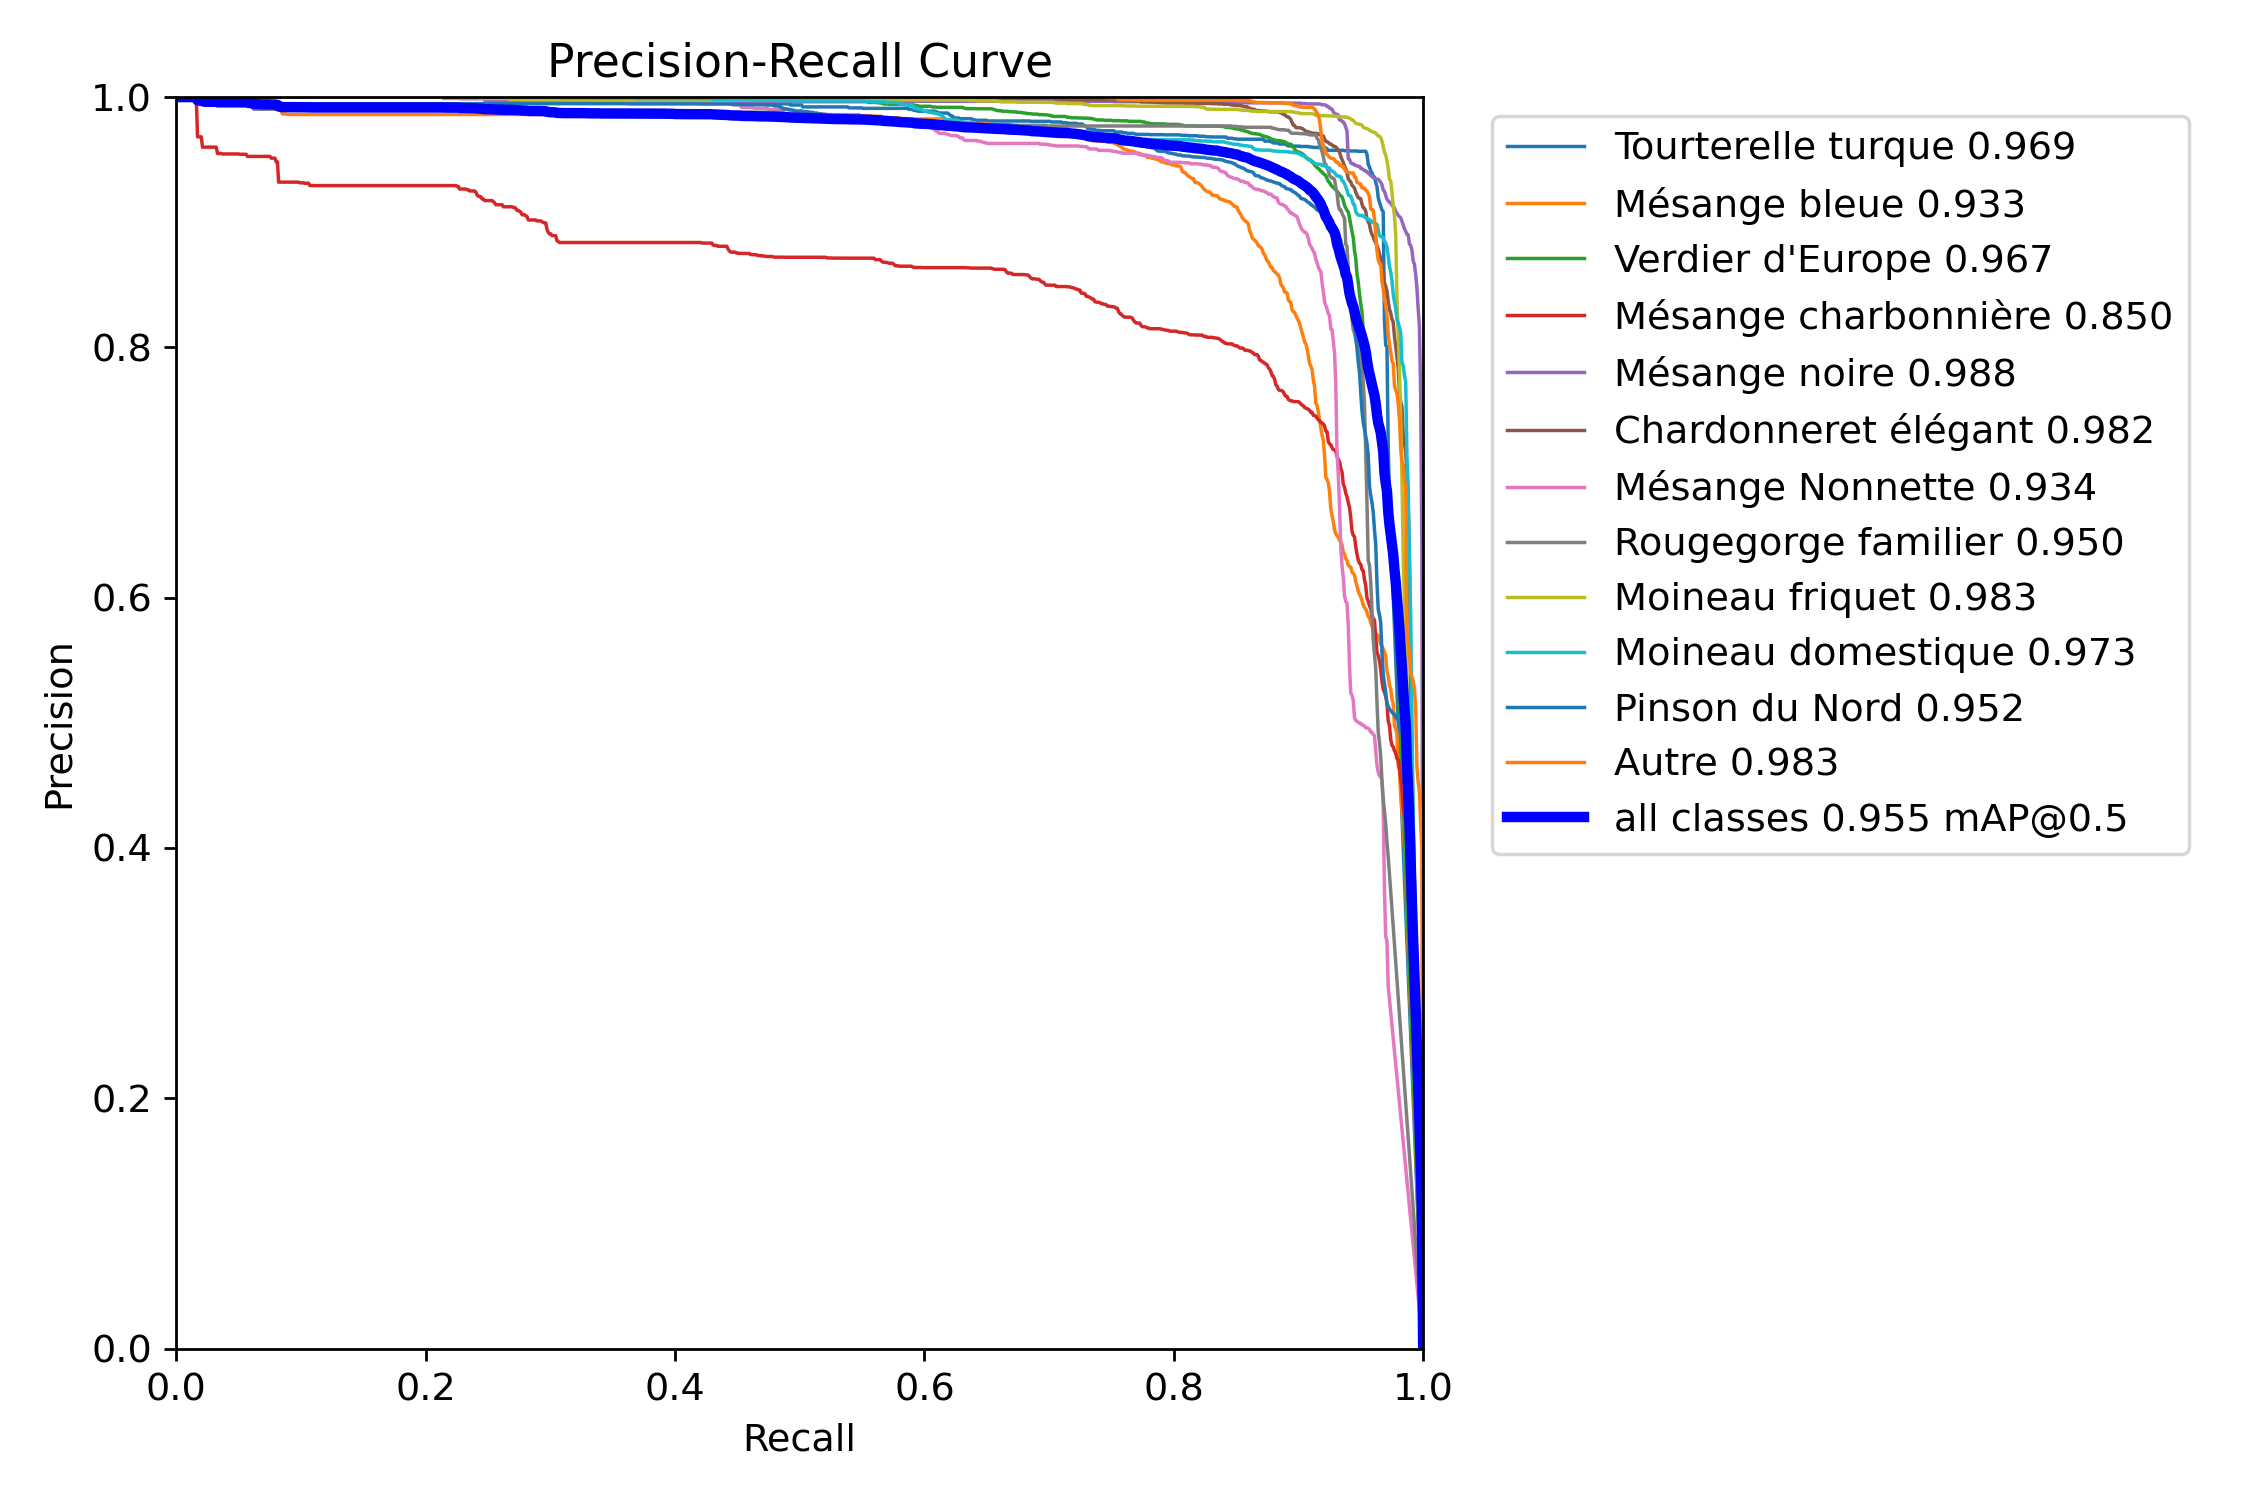 Precision-Recall Curve
1.0
0.8
0.6
0.4
0.2
0.0
Precision
0.0 0.2 0.4 0.6 0.8 1.0
Recall
Tourterelle turque 0.969
Mésange bleue 0.933
Verdier d'Europe 0.967
Mésange charbonnière 0.850
Mésange noire 0.988
Chardonneret élégant 0.982
Mésange Nonnette 0.934
Rougegorge familier 0.950
Moineau friquet 0.983
Moineau domestique 0.973
Pinson du Nord 0.952
Autre 0.983
all classes 0.955 mAP@0.5